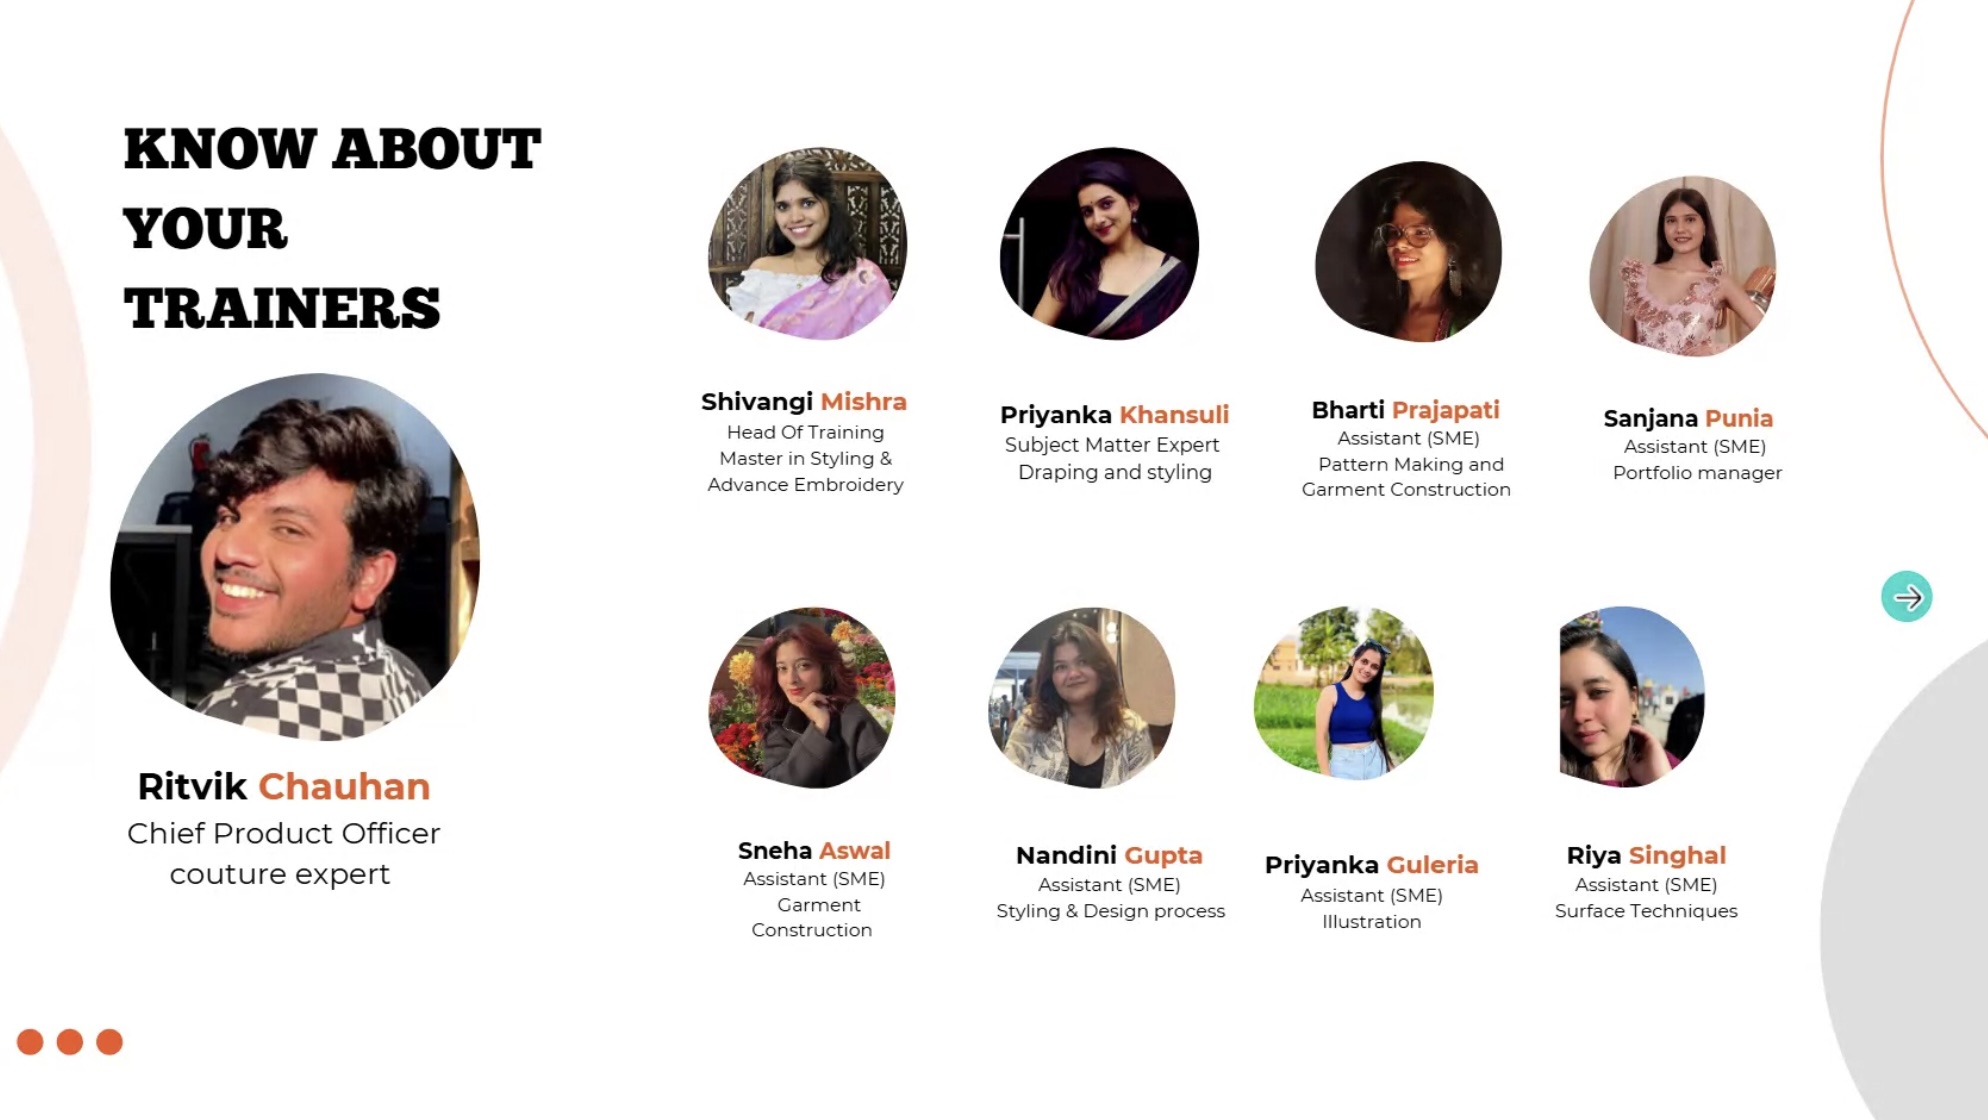 KNOW ABOUT
YOUR
TRAINERS
Ritvik Chauhan
Chief Product Officer
couture expert
Shivangi Mishra
Head Of Training
Master in Styling &
Advance Embroidery
Priyanka Khansuli
Subject Matter Expert
Draping and styling
Bharti Prajapati
Assistant (SME)
Pattern Making and
Garment Construction
Sanjana Punia
Assistant (SME)
Portfolio manager
Sneha Aswal
Assistant (SME)
Garment
Construction
Nandini Gupta
Assistant (SME)
Styling & Design process
Priyanka Guleria
Assistant (SME)
Illustration
Riya Singhal
Assistant (SME)
Surface Techniques